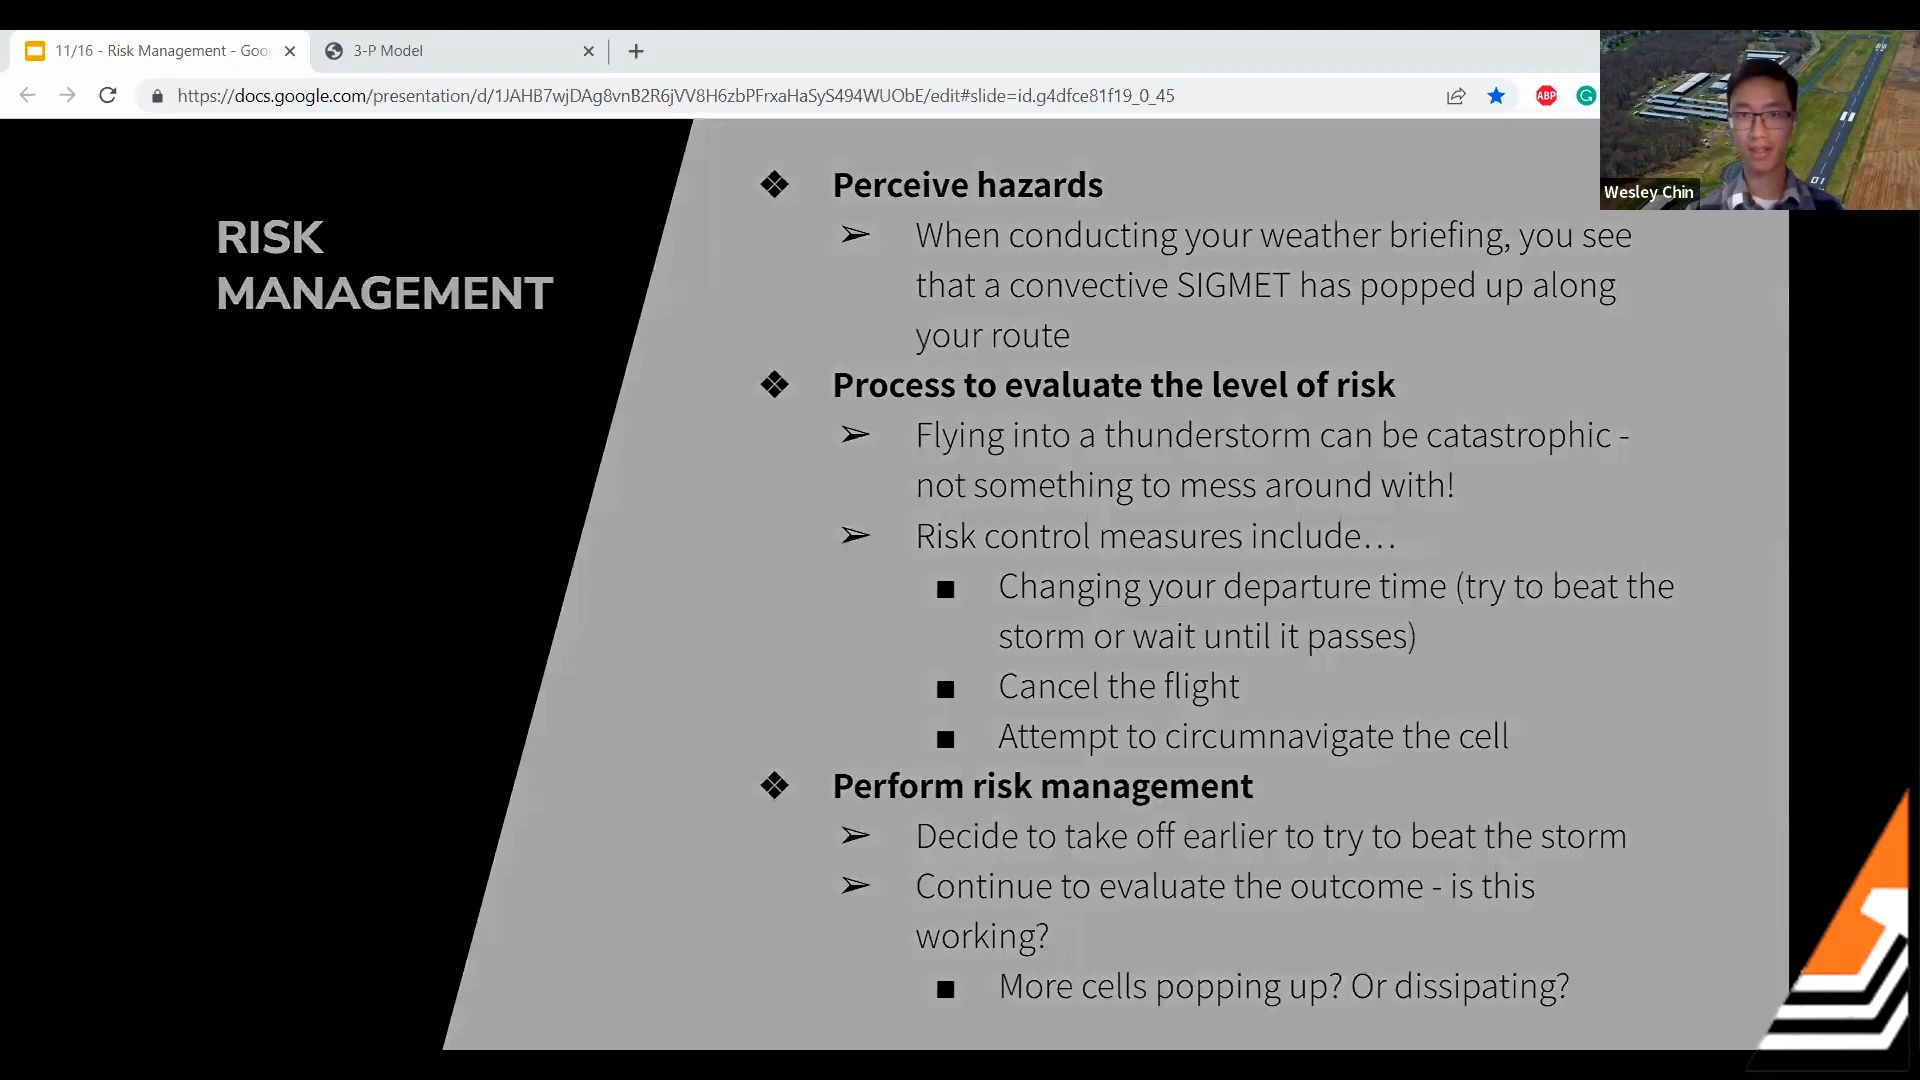 11/16 - Risk Management - Goo
3-P Model
https://docs.google.com/presentation/d/1JAHB7wjDAg8vnB2R6jVV8H6zbPFrxaHaSyS494WUObE/edit#slide=id.g4dfce81f19_0_45
ABP
Wesley Chin
RISK
MANAGEMENT
❖ Perceive hazards
➢ When conducting your weather briefing, you see
that a convective SIGMET has popped up along
your route
❖ Process to evaluate the level of risk
➢ Flying into a thunderstorm can be catastrophic -
not something to mess around with!
➢ Risk control measures include…
■ Changing your departure time (try to beat the
storm or wait until it passes)
■ Cancel the flight
■ Attempt to circumnavigate the cell
❖ Perform risk management
➢ Decide to take off earlier to try to beat the storm
➢ Continue to evaluate the outcome - is this
working?
■ More cells popping up? Or dissipating?